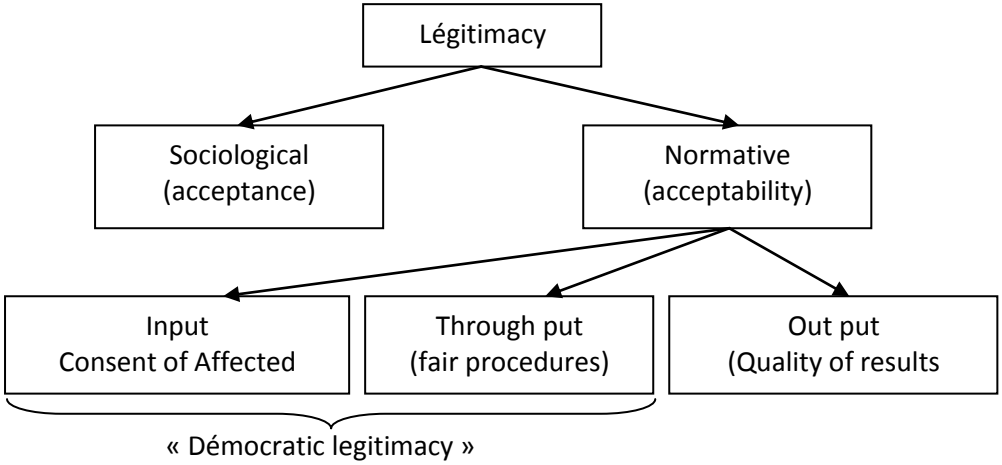 Légitimacy
Sociological
(acceptance)
Normative
(acceptability)
Input
Consent of Affected
Through put
(fair procedures)
Out put
(Quality of results
« Démocratic legitimacy »